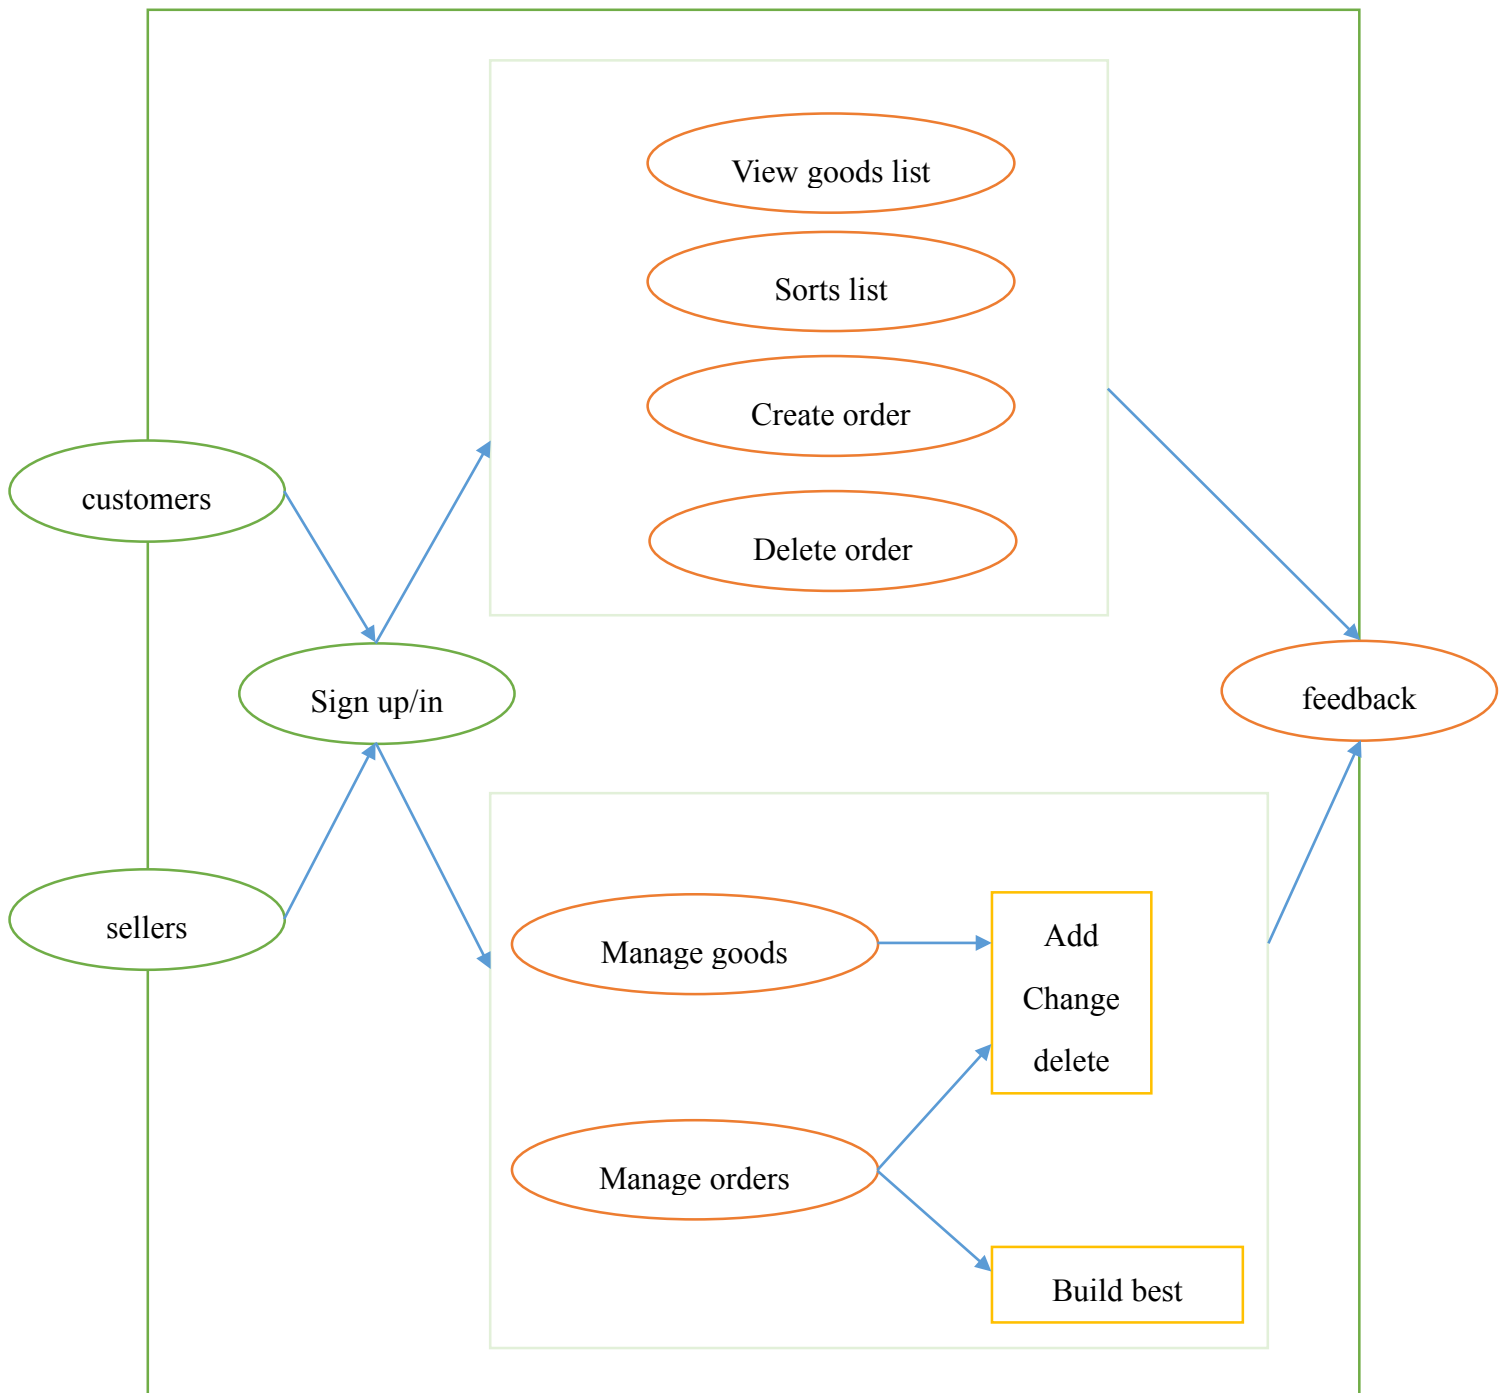 View goods list
Sorts list
Create order
Delete order
customers
Sign up/in
feedback
sellers
Manage goods
Add
Change
delete
Manage orders
Build best